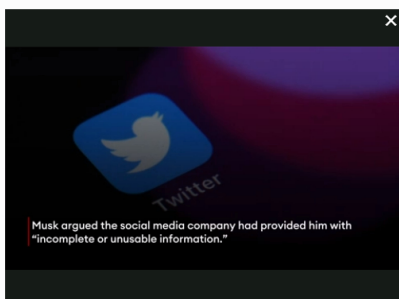 Twitter
Musk argued the social media company had provided him with
“incomplete or unusable information.”